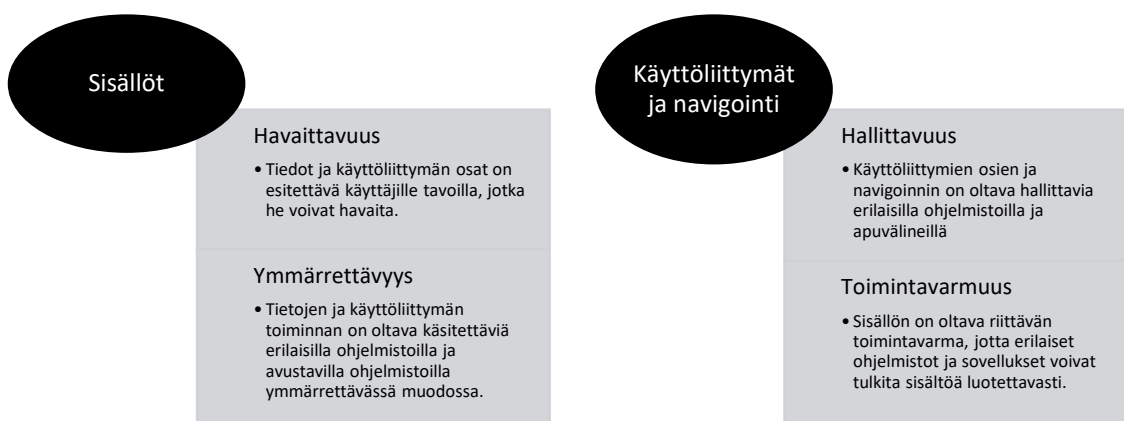 Sisällöt
Havaittavuus
• Tiedot ja käyttöliittymän osat on
esitettävä käyttäjille tavoilla, jotka
he voivat havaita.
Ymmärrettävyys
• Tietojen ja käyttöliittymän
toiminnan on oltava käsitettäviä
erilaisilla ohjelmistoilla ja
avustavilla ohjelmistoilla
ymmärrettävässä muodossa.
Käyttöliittymät
ja navigointi
Hallittavuus
• Käyttöliittymien osien ja
navigoinnin on oltava hallittavia
erilaisilla ohjelmistoilla ja
apuvälineillä
Toimintavarmuus
• Sisällön on oltava riittävän
toimintavarma, jotta erilaiset
ohjelmistot ja sovellukset voivat
tulkita sisältöä luotettavasti.